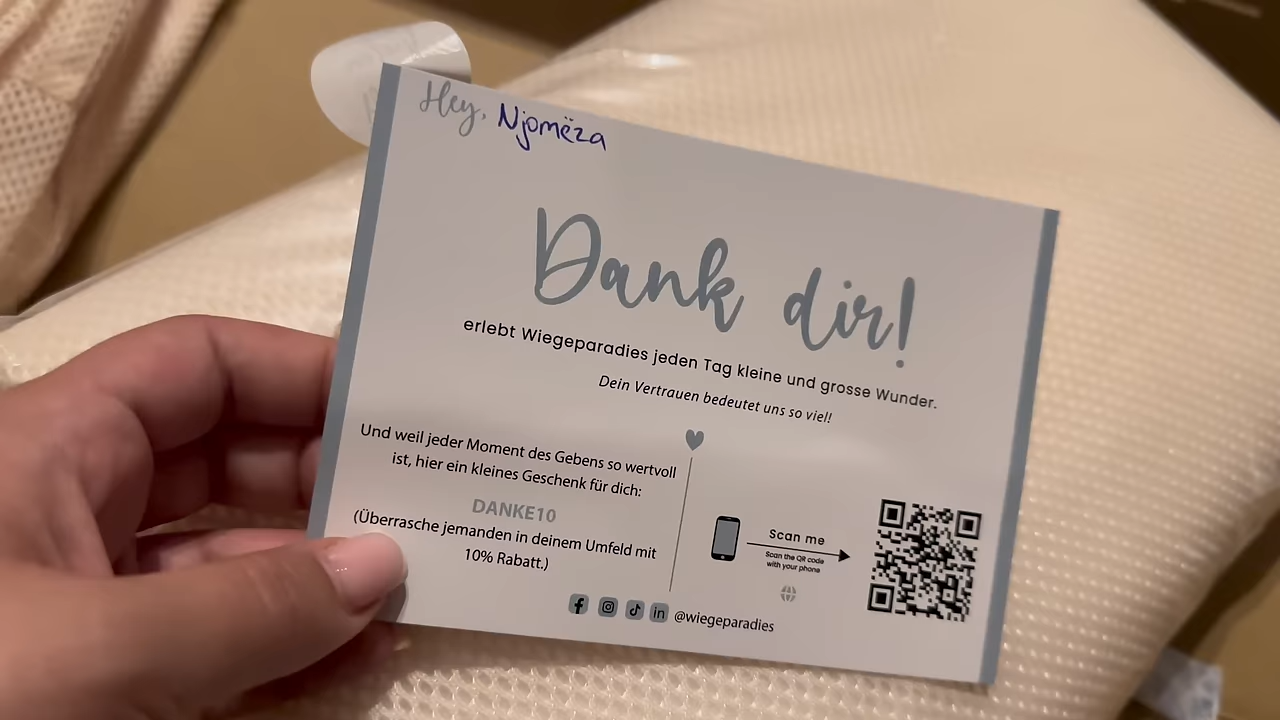 Hey, Njomëza
Dank dir!
erlebt Wiegeparadies jeden Tag kleine und grosse Wunder.
Dein Vertrauen bedeutet uns so viel!
Und weil jeder Moment des Gebens so wertvoll
ist, hier ein kleines Geschenk für dich:
DANKE10
(Überrasche jemanden in deinem Umfeld mit
10% Rabatt.)
Scan me
Scan the QR code
with your phone
@wiegeparadies